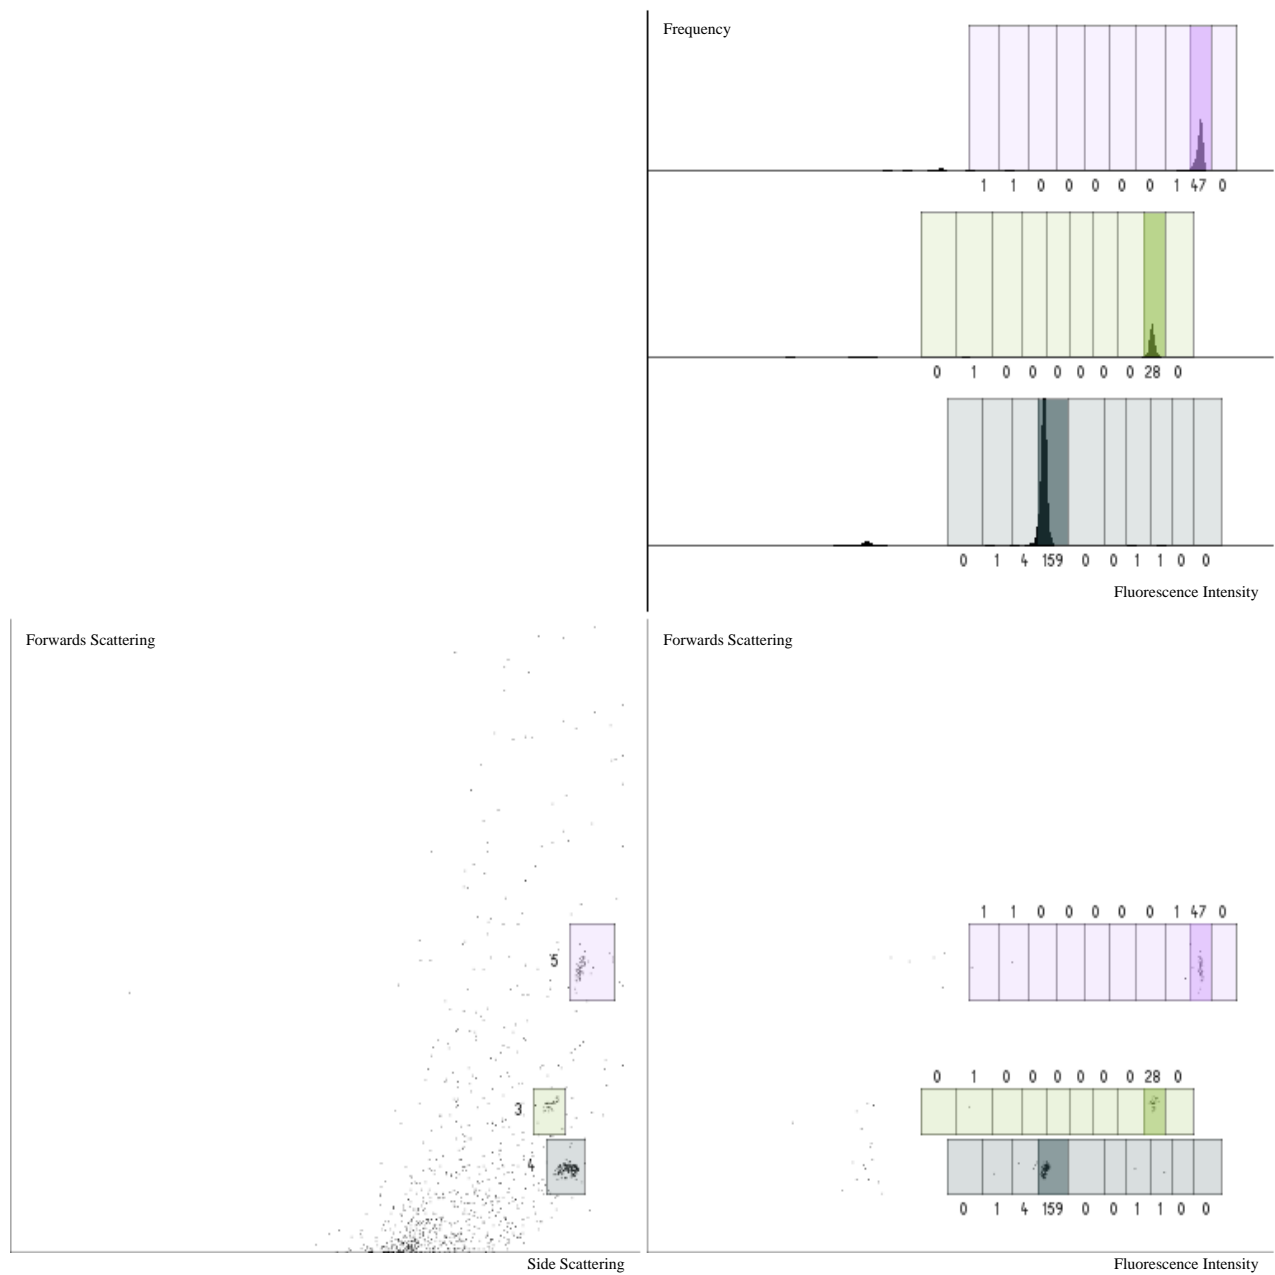 Frequency
1 1 0 0 0 0 0 1 47 0
0 1 0 0 0 0 0 0 28 0
0 1 4 159 0 0 1 1 0 0
Fluorescence Intensity
Forwards Scattering
5
3
4
Side Scattering
Forwards Scattering
1 1 0 0 0 0 0 1 47 0
0 1 0 0 0 0 0 0 28 0
0 1 4 159 0 0 1 1 0 0
Fluorescence Intensity